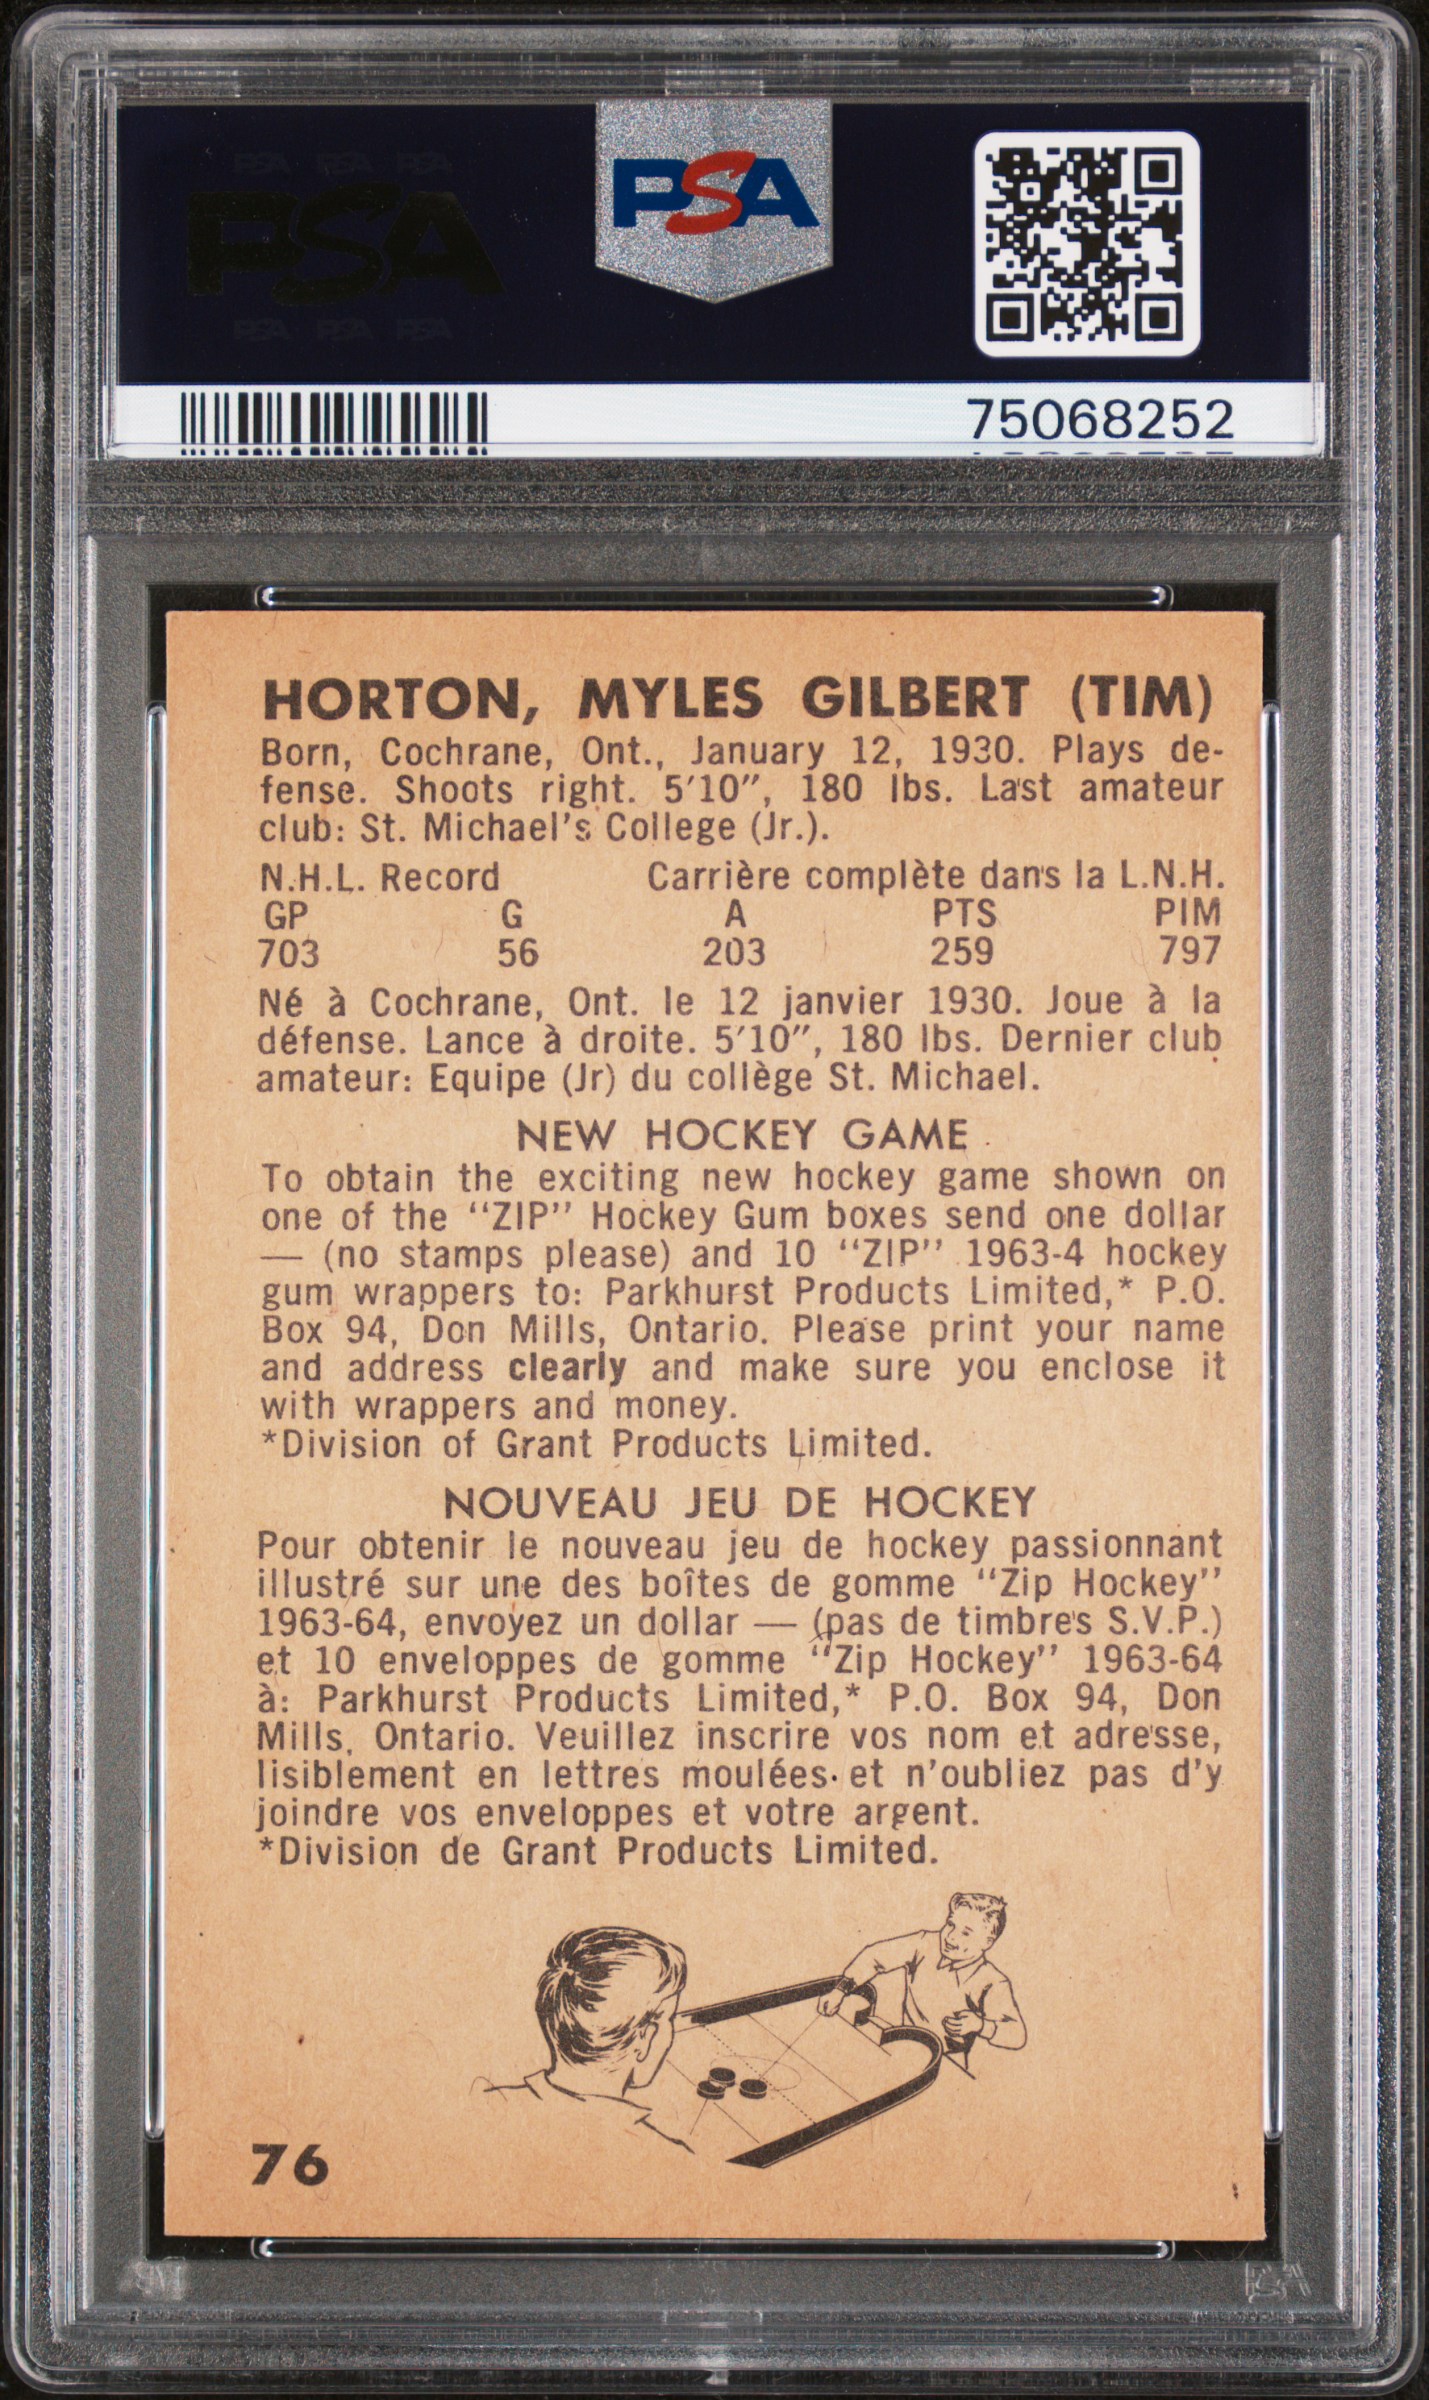 PSA PSA PSA
PSA
PSA PSA PSA
PSA
75068252
HORTON, MYLES GILBERT (TIM)
Born, Cochrane, Ont., January 12, 1930. Plays de-
fense. Shoots right. 5'10", 180 lbs. Last amateur
club: St. Michael's College (Jr.).
N.H.L. Record Carrière complète dans la L.N.H.
GP G A PTS PIM
703 56 203 259 797
Né à Cochrane, Ont. le 12 janvier 1930. Joue à la
défense. Lance à droite. 5'10", 180 lbs. Dernier club
amateur: Equipe (Jr) du collège St. Michael.
NEW HOCKEY GAME
To obtain the exciting new hockey game shown on
one of the "ZIP" Hockey Gum boxes send one dollar
— (no stamps please) and 10 "ZIP" 1963-4 hockey
gum wrappers to: Parkhurst Products Limited,* P.O.
Box 94, Don Mills, Ontario. Please print your name
and address clearly and make sure you enclose it
with wrappers and money.
*Division of Grant Products Limited.
NOUVEAU JEU DE HOCKEY
Pour obtenir le nouveau jeu de hockey passionnant
illustré sur une des boîtes de gomme "Zip Hockey"
1963-64, envoyez un dollar — (pas de timbres S.V.P.)
et 10 enveloppes de gomme "Zip Hockey" 1963-64
à: Parkhurst Products Limited,* P.O. Box 94, Don
Mills, Ontario. Veuillez inscrire vos nom et adresse,
lisiblement en lettres moulées et n'oubliez pas d'y
joindre vos enveloppes et votre argent.
*Division de Grant Products Limited.
76
PSA